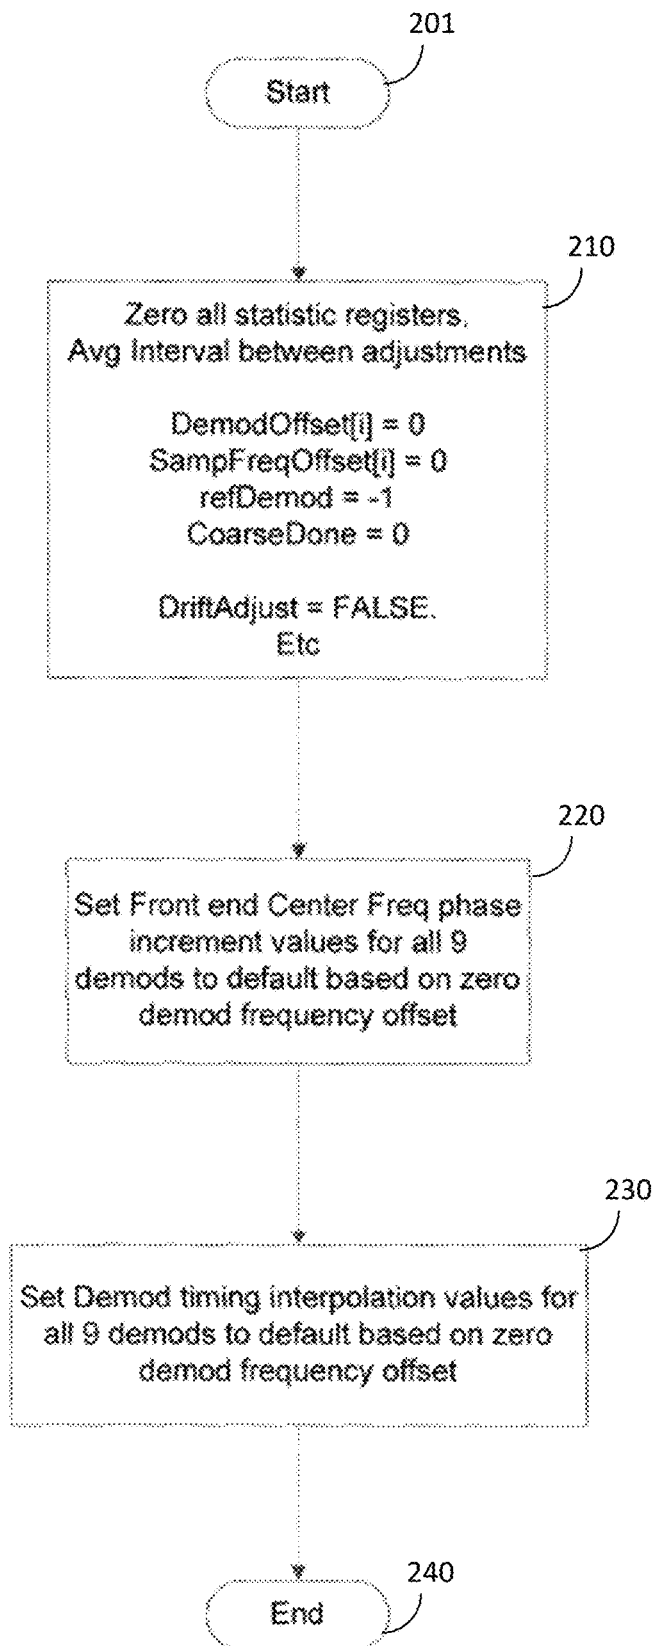 201
Start
210
Zero all statistic registers,
Avg Interval between adjustments
DemodOffset[i] = 0
SampFreqOffset[i] = 0
refDemod = -1
CoarseDone = 0
DriftAdjust = FALSE.
Etc
220
Set Front end Center Freq phase
increment values for all 9
demods to default based on zero
demod frequency offset
230
Set Demod timing interpolation values for
all 9 demods to default based on zero
demod frequency offset
240
End